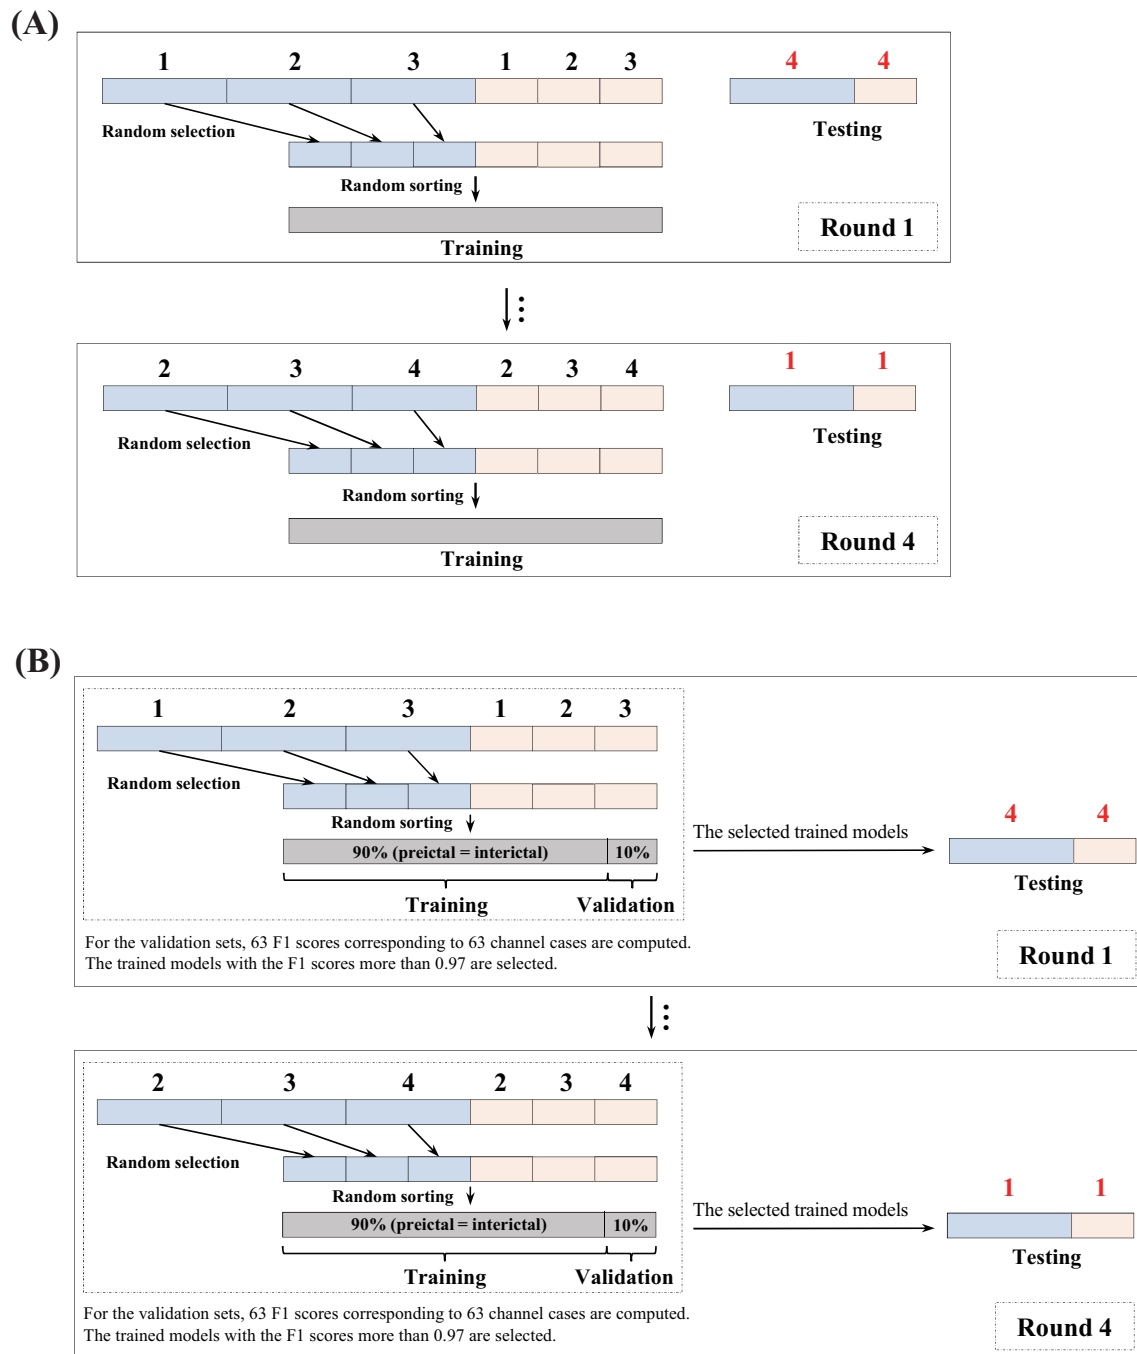 (A)
1 2 3 1 2 3 4 4
Random selection
Testing
Random sorting
Training
Round 1
⋮
2 3 4 2 3 4 1 1
Random selection
Testing
Random sorting
Training
Round 4
(B)
1 2 3 1 2 3
Random selection
Random sorting
90% (preictal = interictal) 10%
Training Validation
The selected trained models
4 4
Testing
For the validation sets, 63 F1 scores corresponding to 63 channel cases are computed.
The trained models with the F1 scores more than 0.97 are selected.
Round 1
⋮
2 3 4 2 3 4
Random selection
Random sorting
90% (preictal = interictal) 10%
Training Validation
The selected trained models
1 1
Testing
For the validation sets, 63 F1 scores corresponding to 63 channel cases are computed.
The trained models with the F1 scores more than 0.97 are selected.
Round 4